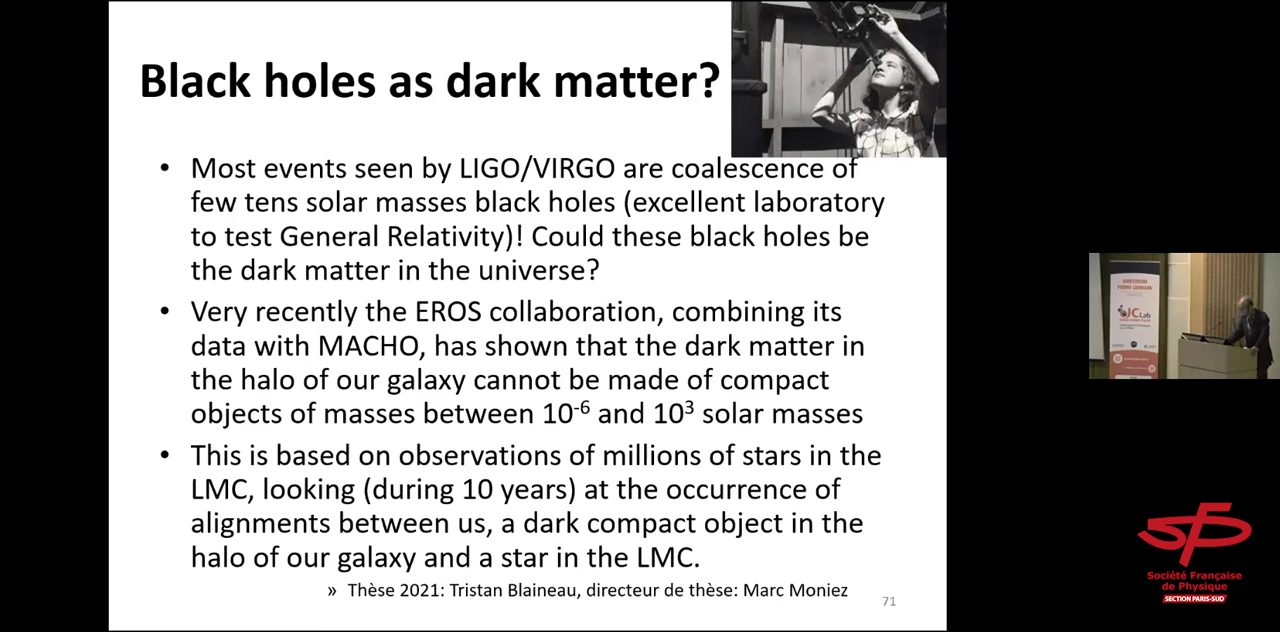 Black holes as dark matter?
• Most events seen by LIGO/VIRGO are coalescence of
few tens solar masses black holes (excellent laboratory
to test General Relativity)! Could these black holes be
the dark matter in the universe?
• Very recently the EROS collaboration, combining its
data with MACHO, has shown that the dark matter in
the halo of our galaxy cannot be made of compact
objects of masses between 10⁻⁶ and 10³ solar masses
• This is based on observations of millions of stars in the
LMC, looking (during 10 years) at the occurrence of
alignments between us, a dark compact object in the
halo of our galaxy and a star in the LMC.
» Thèse 2021: Tristan Blaineau, directeur de thèse: Marc Moniez
71
AUDITORIUM
PIERRE LEHMANN
JCLab
Société Française
de Physique
SECTION PARIS-SUD